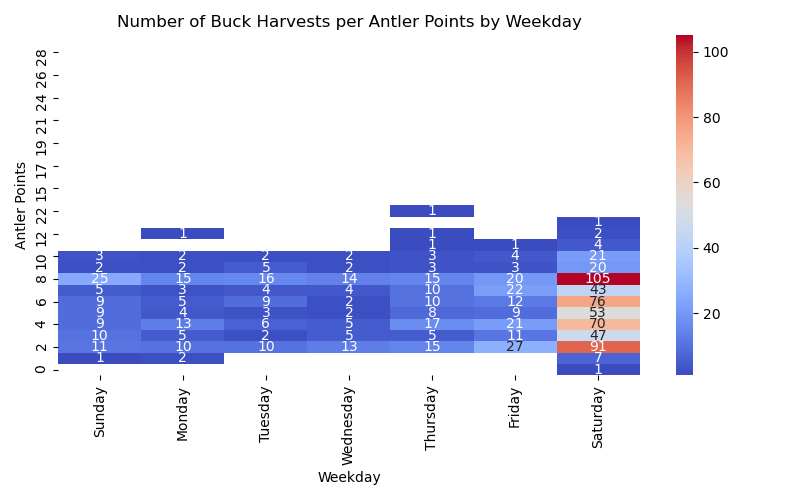 Number of Buck Harvests per Antler Points by Weekday
Antler Points
28
26
24
21
19
17
15
22 1
1
12 1 1 2
1 1 4
10 3 2 2 2 3 4 21
2 2 5 2 3 3 20
8 25 15 16 14 15 20 105
5 3 4 4 10 22 43
6 9 5 9 2 10 12 76
9 4 3 2 8 9 53
4 9 13 6 5 17 21 70
10 5 2 5 5 11 47
2 11 10 10 13 15 27 91
1 2 7
0 1
Sunday Monday Tuesday Wednesday Thursday Friday Saturday
Weekday
100
80
60
40
20